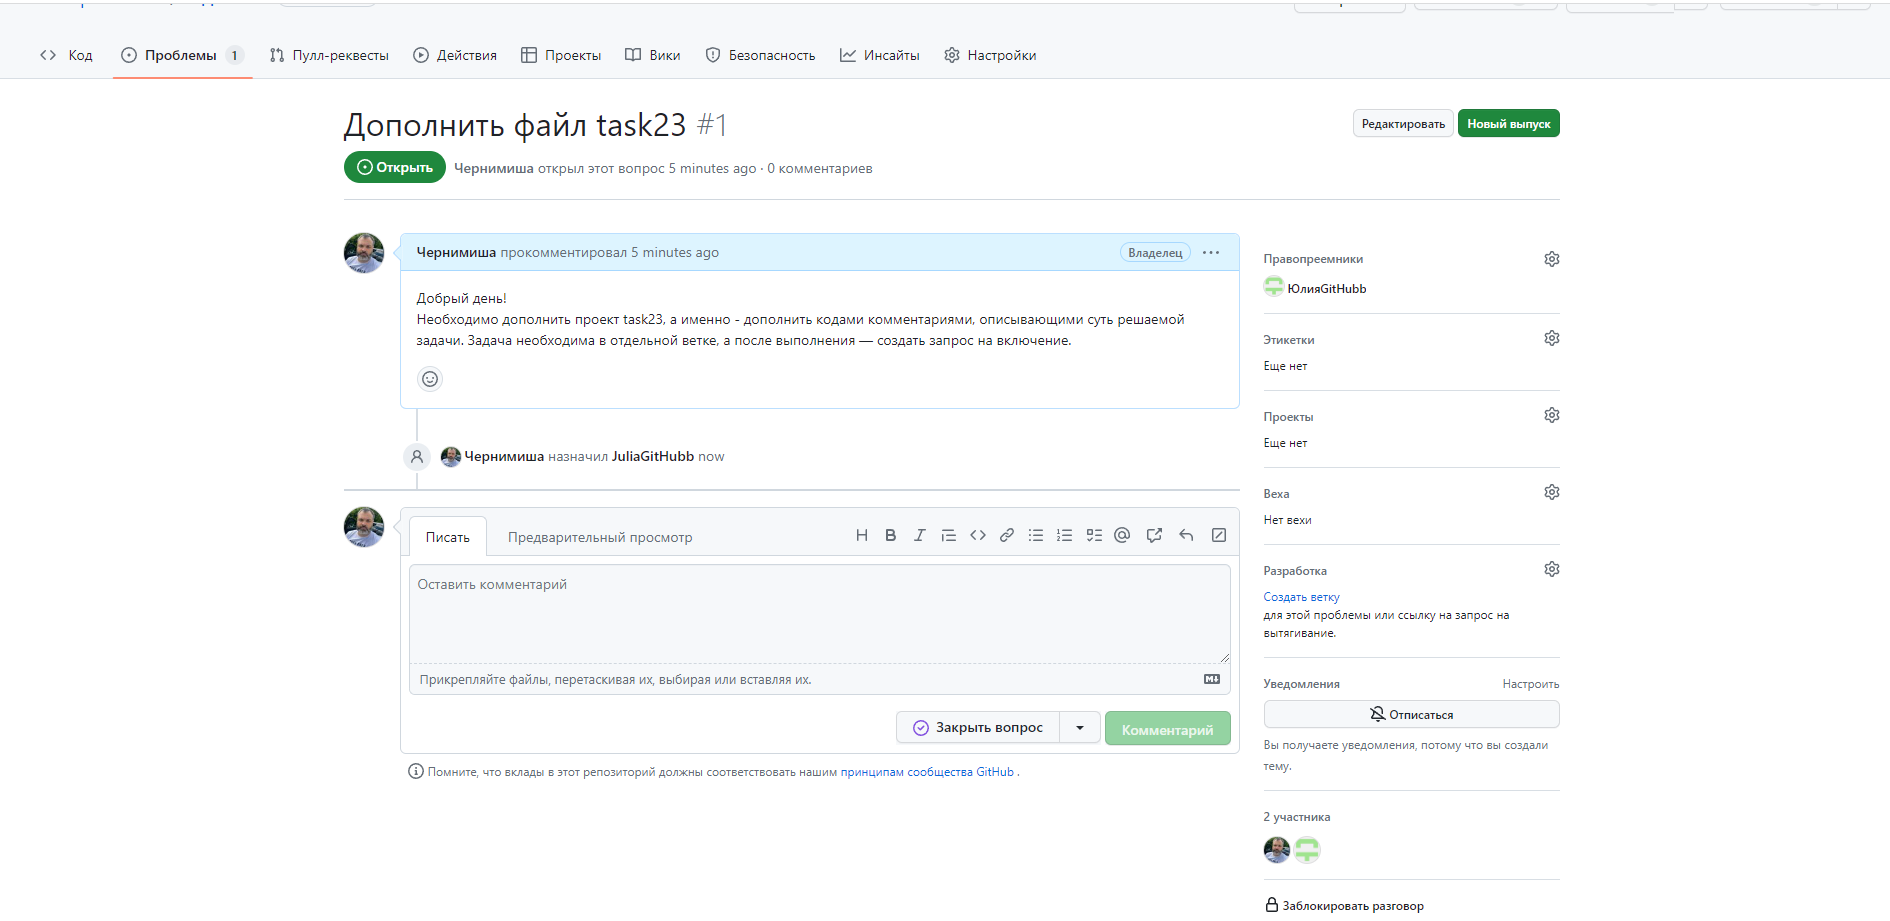 Код
Проблемы 1
Пулл-реквесты
Действия
Проекты
Вики
Безопасность
Инсайты
Настройки
Дополнить файл task23 #1
Редактировать
Новый выпуск
Открыть
Чернимиша открыл этот вопрос 5 minutes ago · 0 комментариев
Чернимиша прокомментировал 5 minutes ago
Владелец
Добрый день!
Необходимо дополнить проект task23, а именно - дополнить кодами комментариями, описывающими суть решаемой
задачи. Задача необходима в отдельной ветке, а после выполнения — создать запрос на включение.
Чернимиша назначил JuliaGitHubb now
Писать
Предварительный просмотр
Оставить комментарий
Прикрепляйте файлы, перетаскивая их, выбирая или вставляя их.
Закрыть вопрос
Комментарий
Помните, что вклады в этот репозиторий должны соответствовать нашим принципам сообщества GitHub .
Правопреемники
ЮлияGitHubb
Этикетки
Еще нет
Проекты
Еще нет
Веха
Нет вехи
Разработка
Создать ветку
для этой проблемы или ссылку на запрос на
вытягивание.
Уведомления
Настроить
Отписаться
Вы получаете уведомления, потому что вы создали
тему.
2 участника
Заблокировать разговор